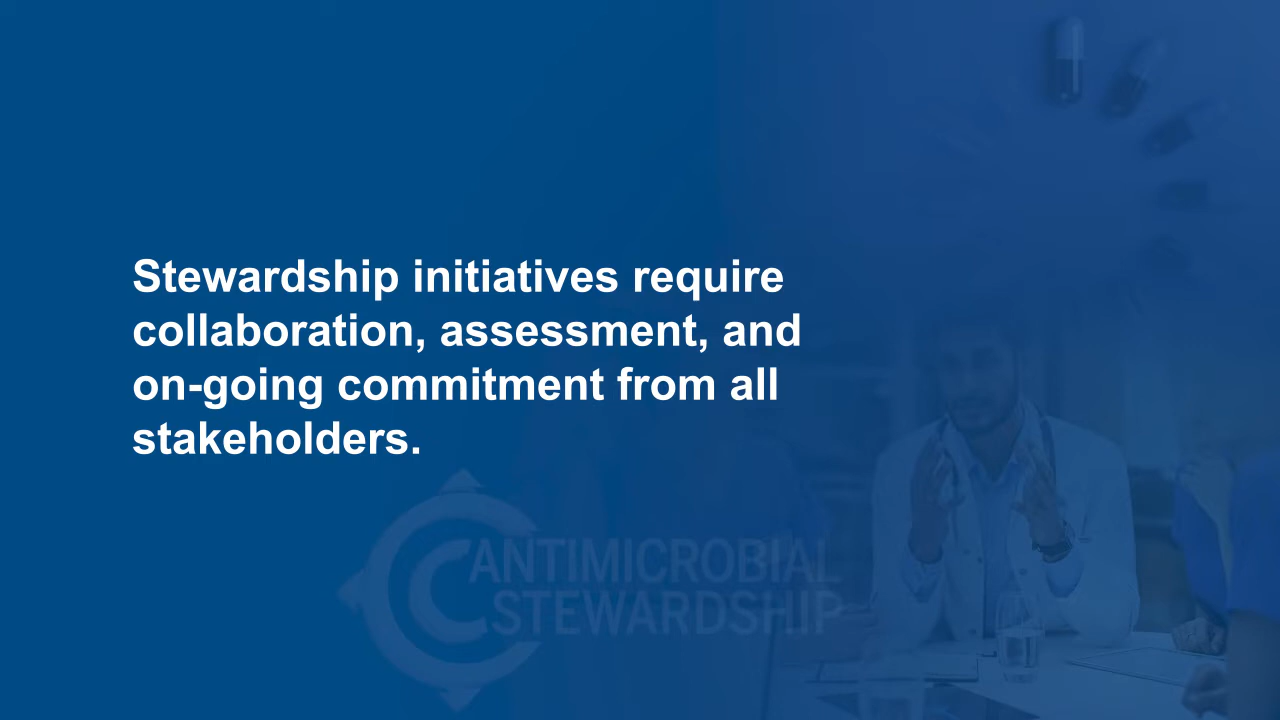 Stewardship initiatives require
collaboration, assessment, and
on-going commitment from all
stakeholders.
ANTIMICROBIAL
STEWARDSHIP